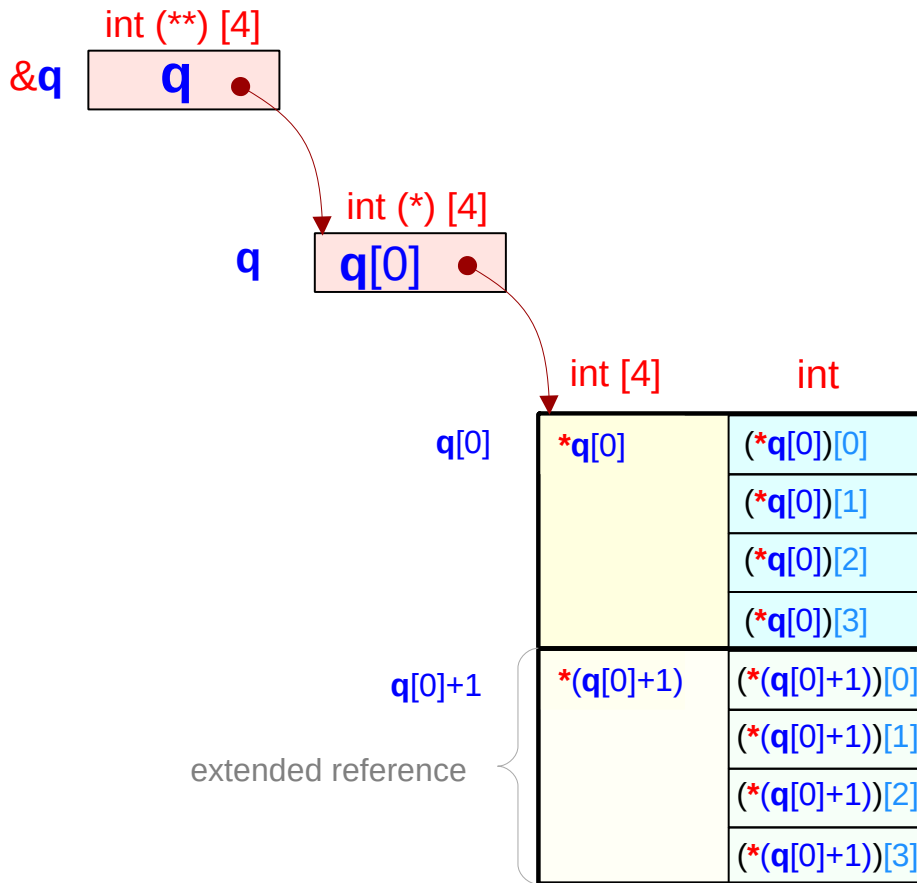 int (**) [4]
&q q
int (*) [4]
q q[0]
int [4] int
q[0] *q[0] (*q[0])[0]
(*q[0])[1]
(*q[0])[2]
(*q[0])[3]
q[0]+1 *(q[0]+1) (*(q[0]+1))[0]
(*(q[0]+1))[1]
extended reference (*(q[0]+1))[2]
(*(q[0]+1))[3]